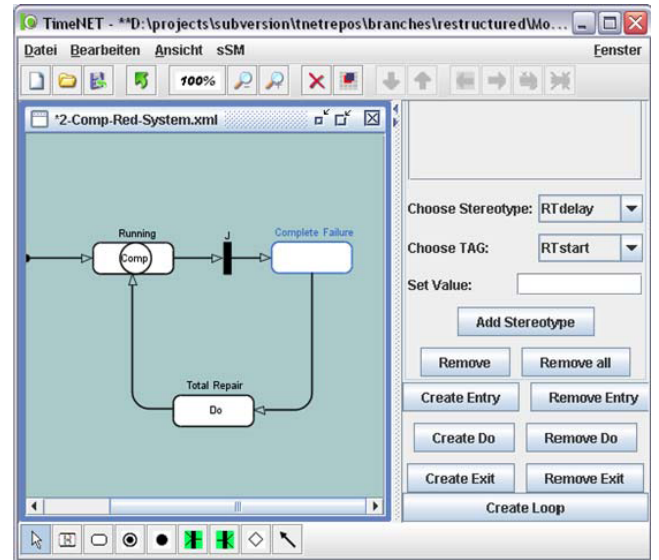 TimeNET - **D:\projects\subversion\tnetrepos\branches\restructured\Mo...
Datei Bearbeiten Ansicht sSM Fenster
100%
*2-Comp-Red-System.xml
Running
J
Complete Failure
Comp
Total Repair
Do
Choose Stereotype: RTdelay
Choose TAG: RTstart
Set Value:
Add Stereotype
Remove Remove all
Create Entry Remove Entry
Create Do Remove Do
Create Exit Remove Exit
Create Loop